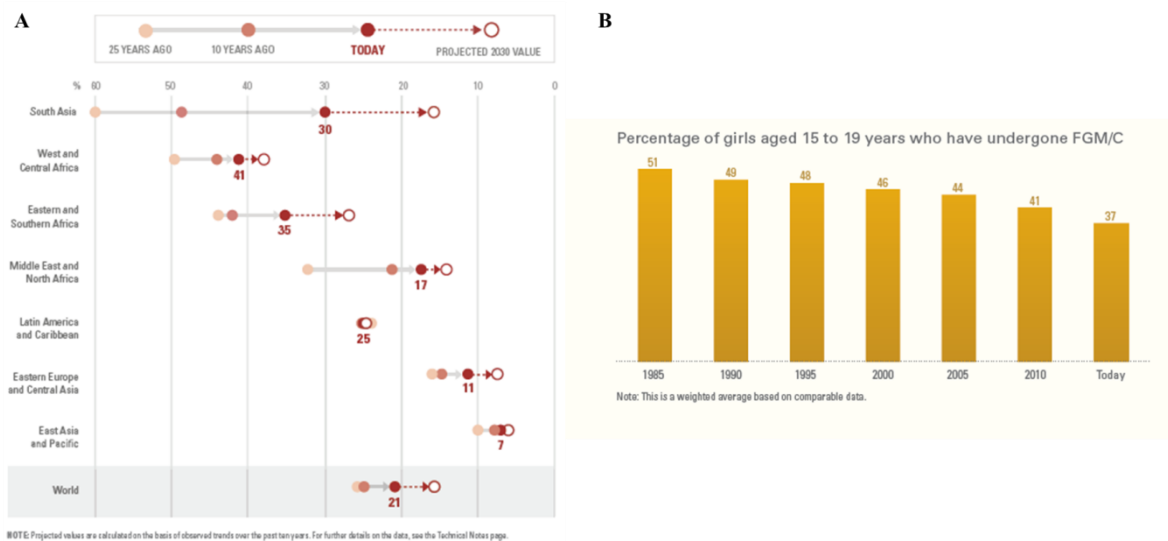 A
25 YEARS AGO 10 YEARS AGO TODAY PROJECTED 2030 VALUE
% 60 50 40 30 20 10 0
South Asia
30
West and
Central Africa
41
Eastern and
Southern Africa
35
Middle East and
North Africa
17
Latin America
and Caribbean
25
Eastern Europe
and Central Asia
11
East Asia
and Pacific
7
World
21
NOTE: Projected values are calculated on the basis of observed trends over the past ten years. For further details on the data, see the Technical Notes page.
B
Percentage of girls aged 15 to 19 years who have undergone FGM/C
51 49 48 46 44 41 37
1985 1990 1995 2000 2005 2010 Today
Note: This is a weighted average based on comparable data.